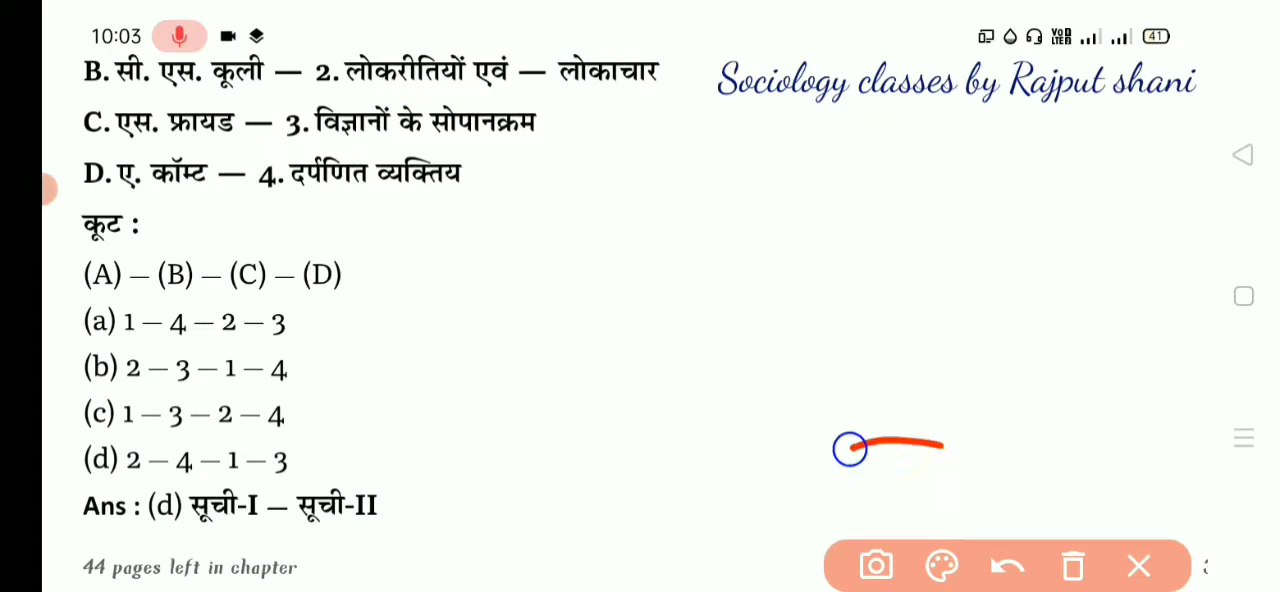 10:03 VoD LTEB 41
B. सी. एस. कूली — 2. लोकरीतियों एवं — लोकाचार
Sociology classes by Rajput shani
C. एस. फ्रायड — 3. विज्ञानों के सोपानक्रम
D. ए. कॉम्ट — 4. दर्पणित व्यक्तिय
कूट :
(A) – (B) – (C) – (D)
(a) 1 – 4 – 2 – 3
(b) 2 – 3 – 1 – 4
(c) 1 – 3 – 2 – 4
(d) 2 – 4 – 1 – 3
Ans : (d) सूची-I – सूची-II
44 pages left in chapter